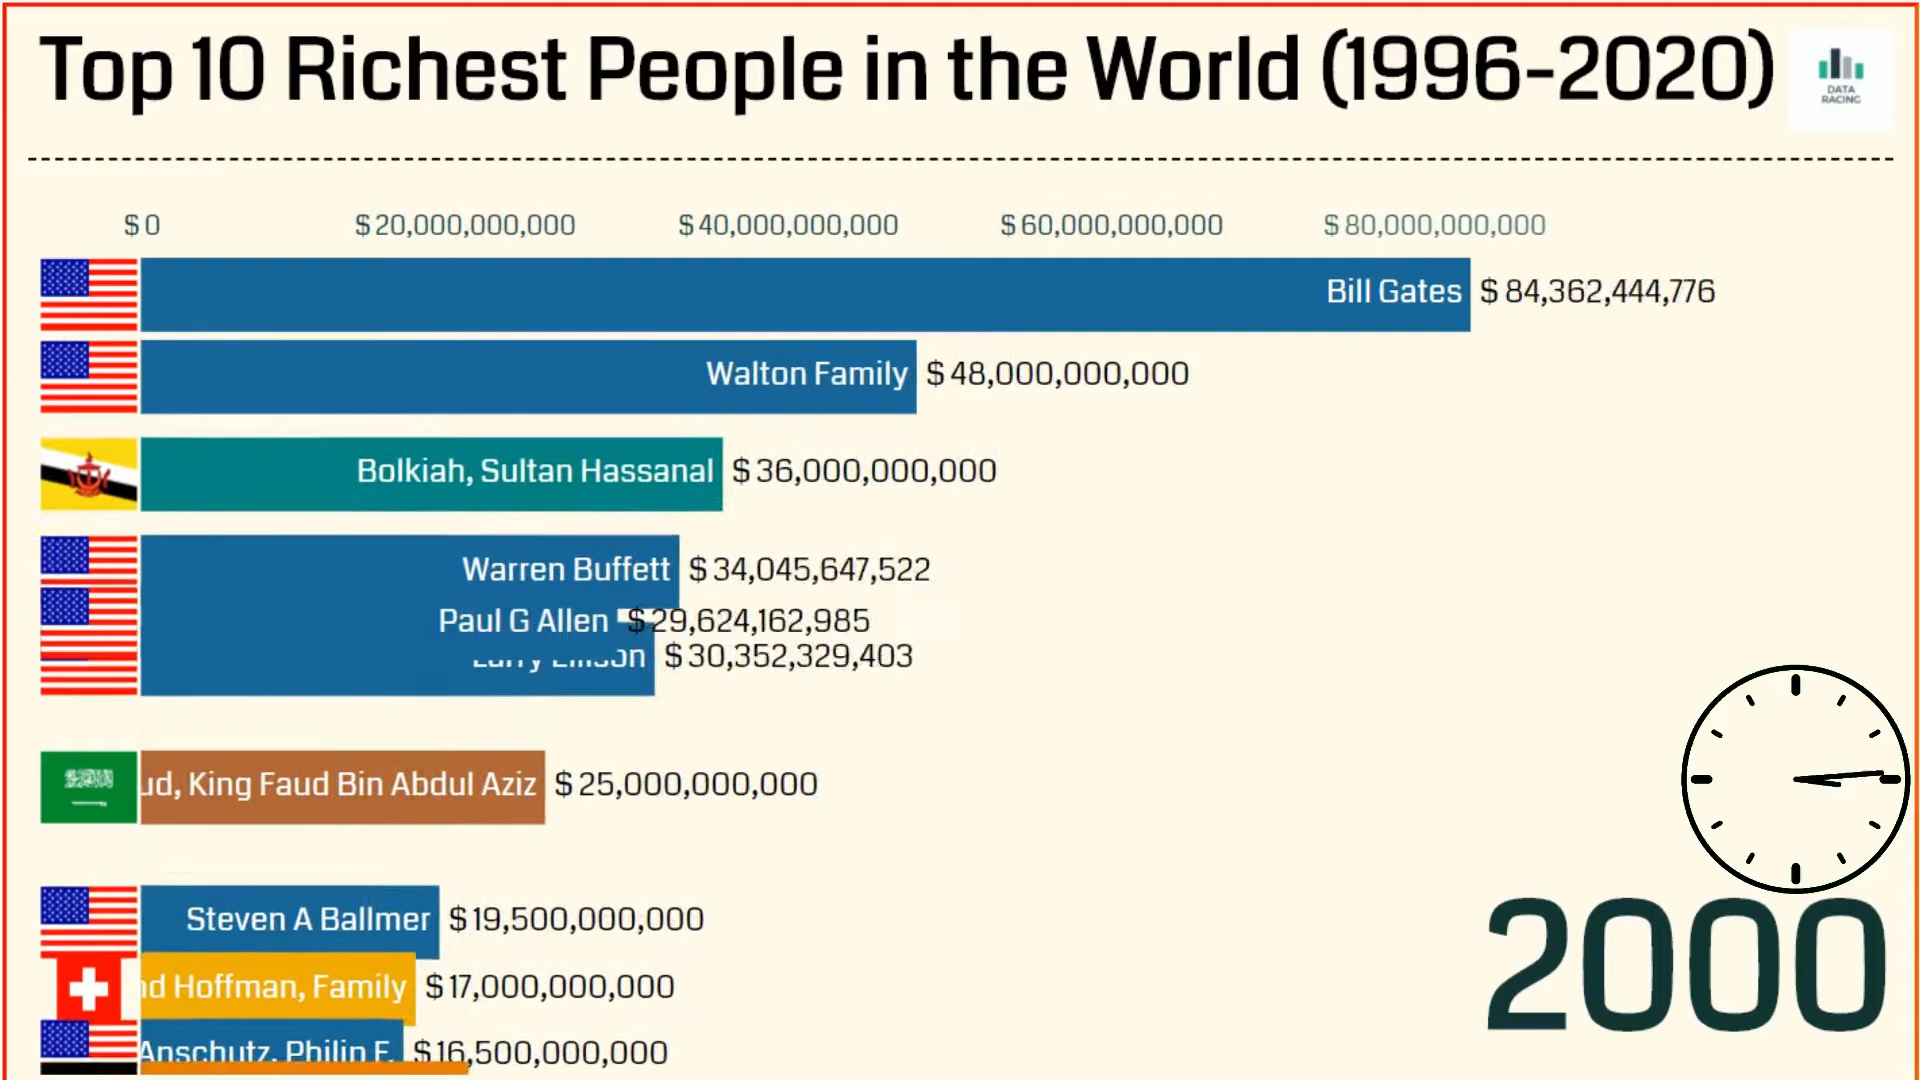 Top 10 Richest People in the World (1996-2020)
DATA
RACING
$ 0 $ 20,000,000,000 $ 40,000,000,000 $ 60,000,000,000 $ 80,000,000,000
Bill Gates $ 84,362,444,776
Walton Family $ 48,000,000,000
Bolkiah, Sultan Hassanal $ 36,000,000,000
Warren Buffett $ 34,045,647,522
Paul G Allen $ 29,624,162,985
$ 30,352,329,403
King Faud Bin Abdul Aziz $ 25,000,000,000
Steven A Ballmer $ 19,500,000,000
Hoffman, Family $ 17,000,000,000
Anschutz, Philip F. $ 16,500,000,000
2000